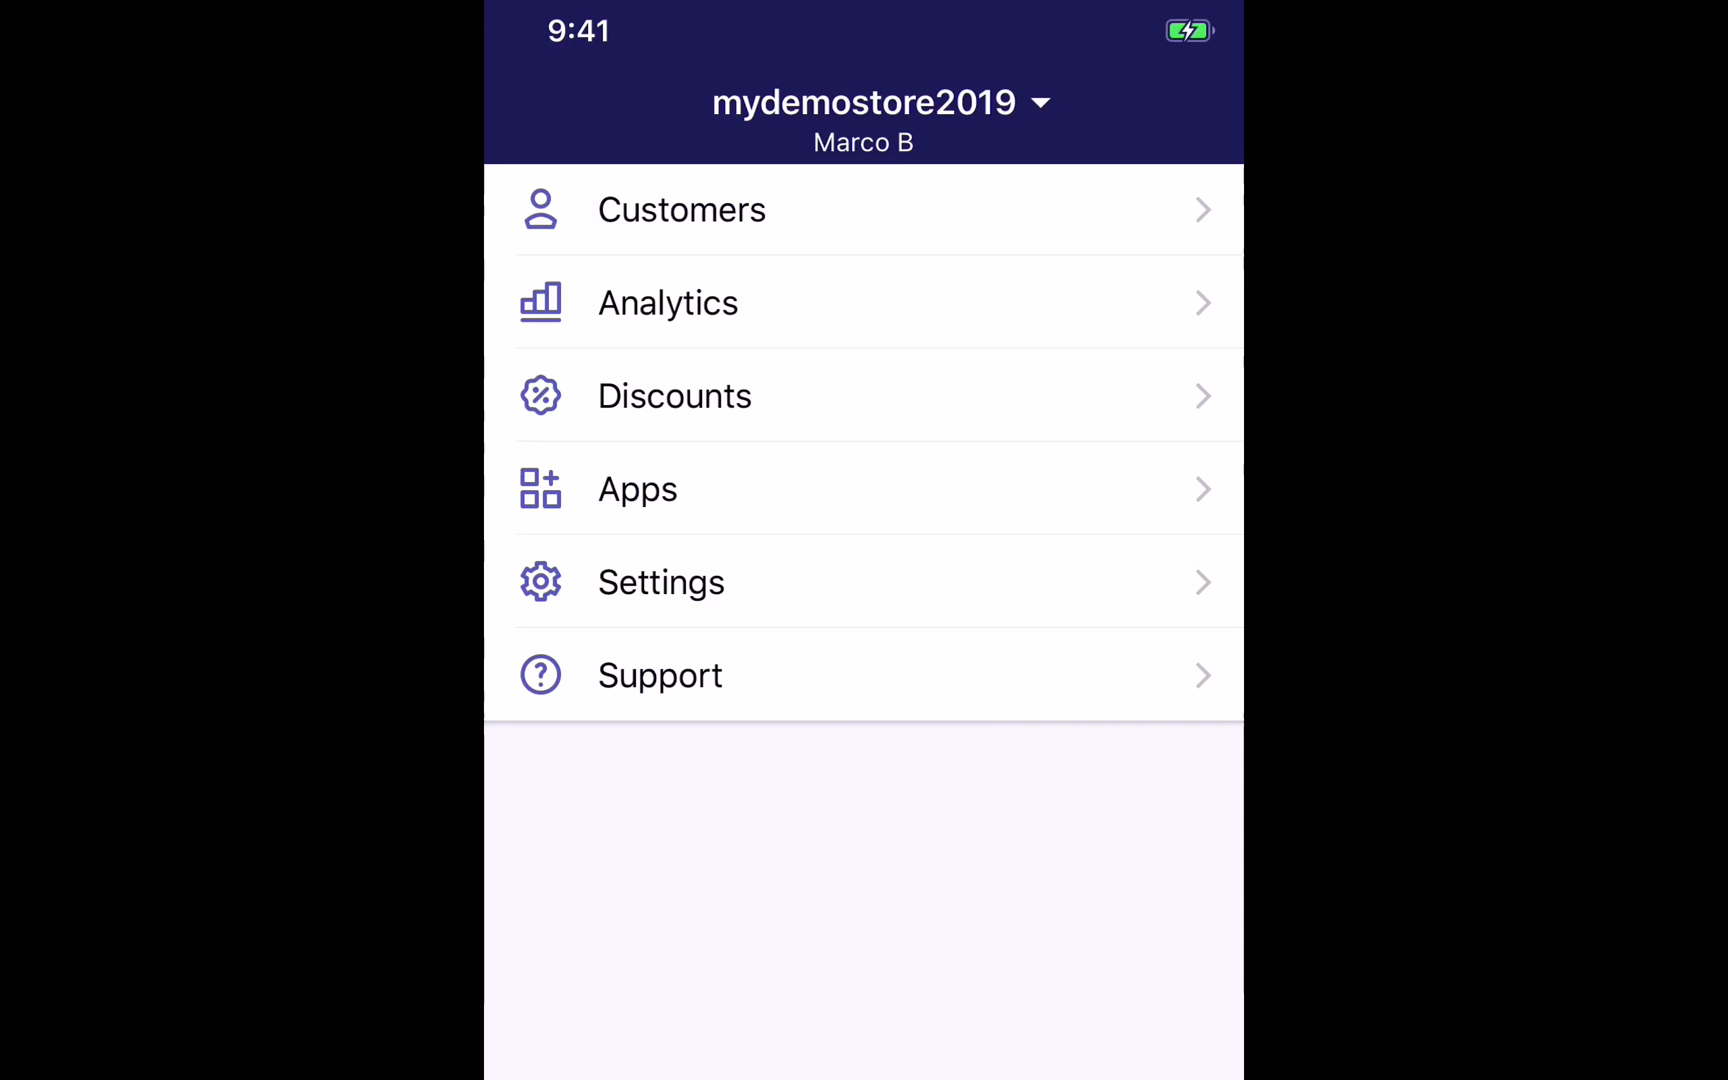 9:41
mydemostore2019
Marco B
Customers
Analytics
Discounts
Apps
Settings
Support